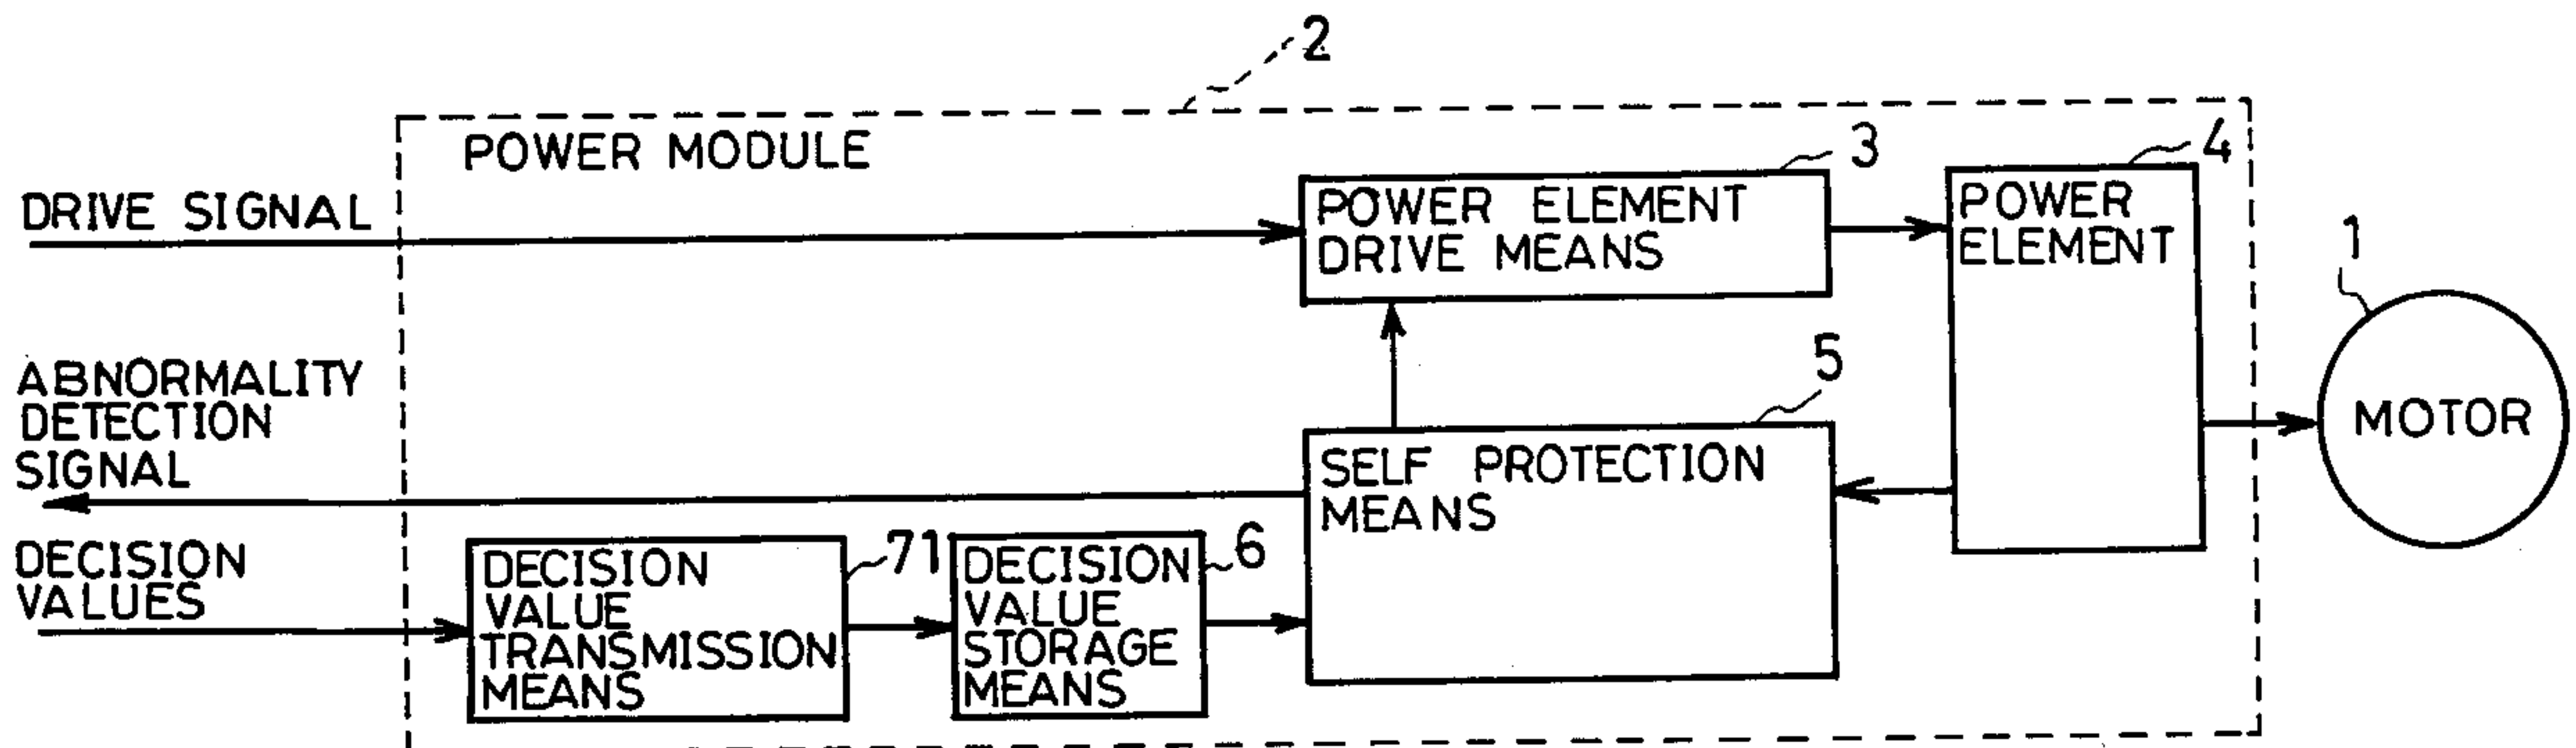 2
POWER MODULE
3
4
DRIVE SIGNAL
POWER ELEMENT
DRIVE MEANS
POWER
ELEMENT
1
ABNORMALITY
DETECTION
SIGNAL
5
SELF PROTECTION
MEANS
MOTOR
DECISION
VALUES
DECISION
VALUE
TRANSMISSION
MEANS
71
DECISION
VALUE
STORAGE
MEANS
6